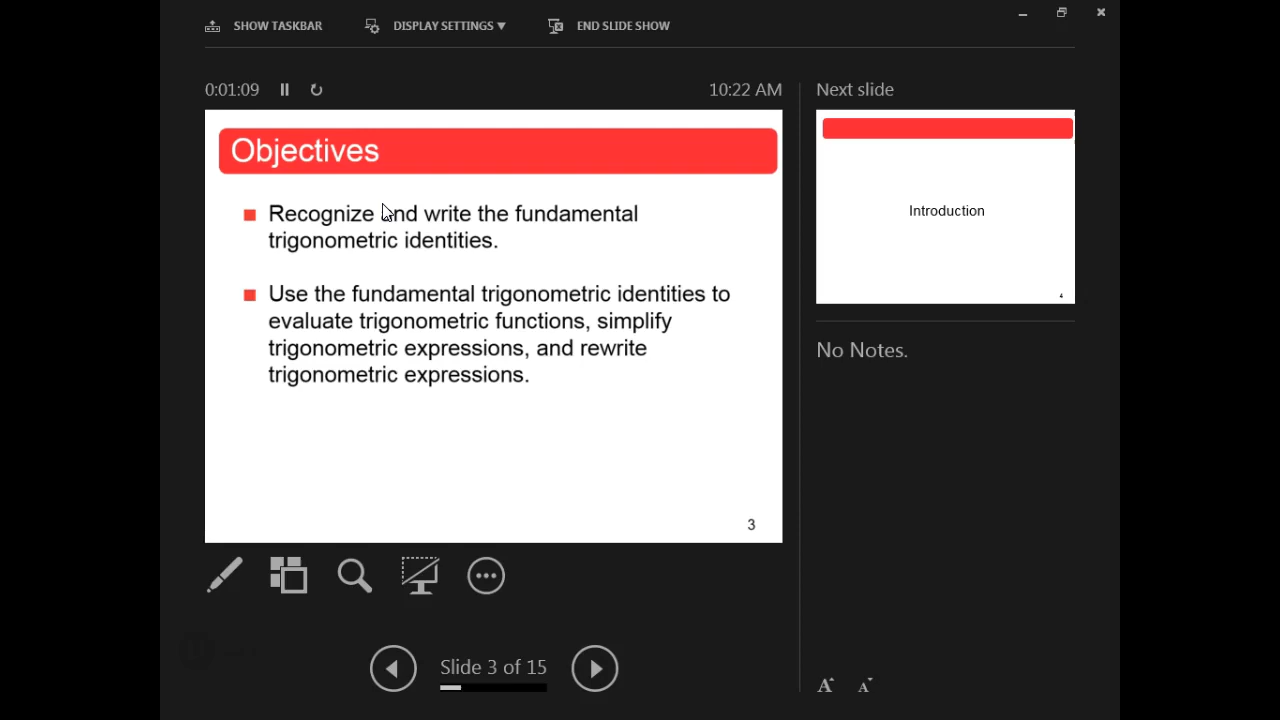 SHOW TASKBAR DISPLAY SETTINGS ▼ END SLIDE SHOW
0:01:09 10:22 AM
Objectives
Recognize and write the fundamental
trigonometric identities.
Use the fundamental trigonometric identities to
evaluate trigonometric functions, simplify
trigonometric expressions, and rewrite
trigonometric expressions.
3
Slide 3 of 15
Next slide
Introduction
4
No Notes.
A A